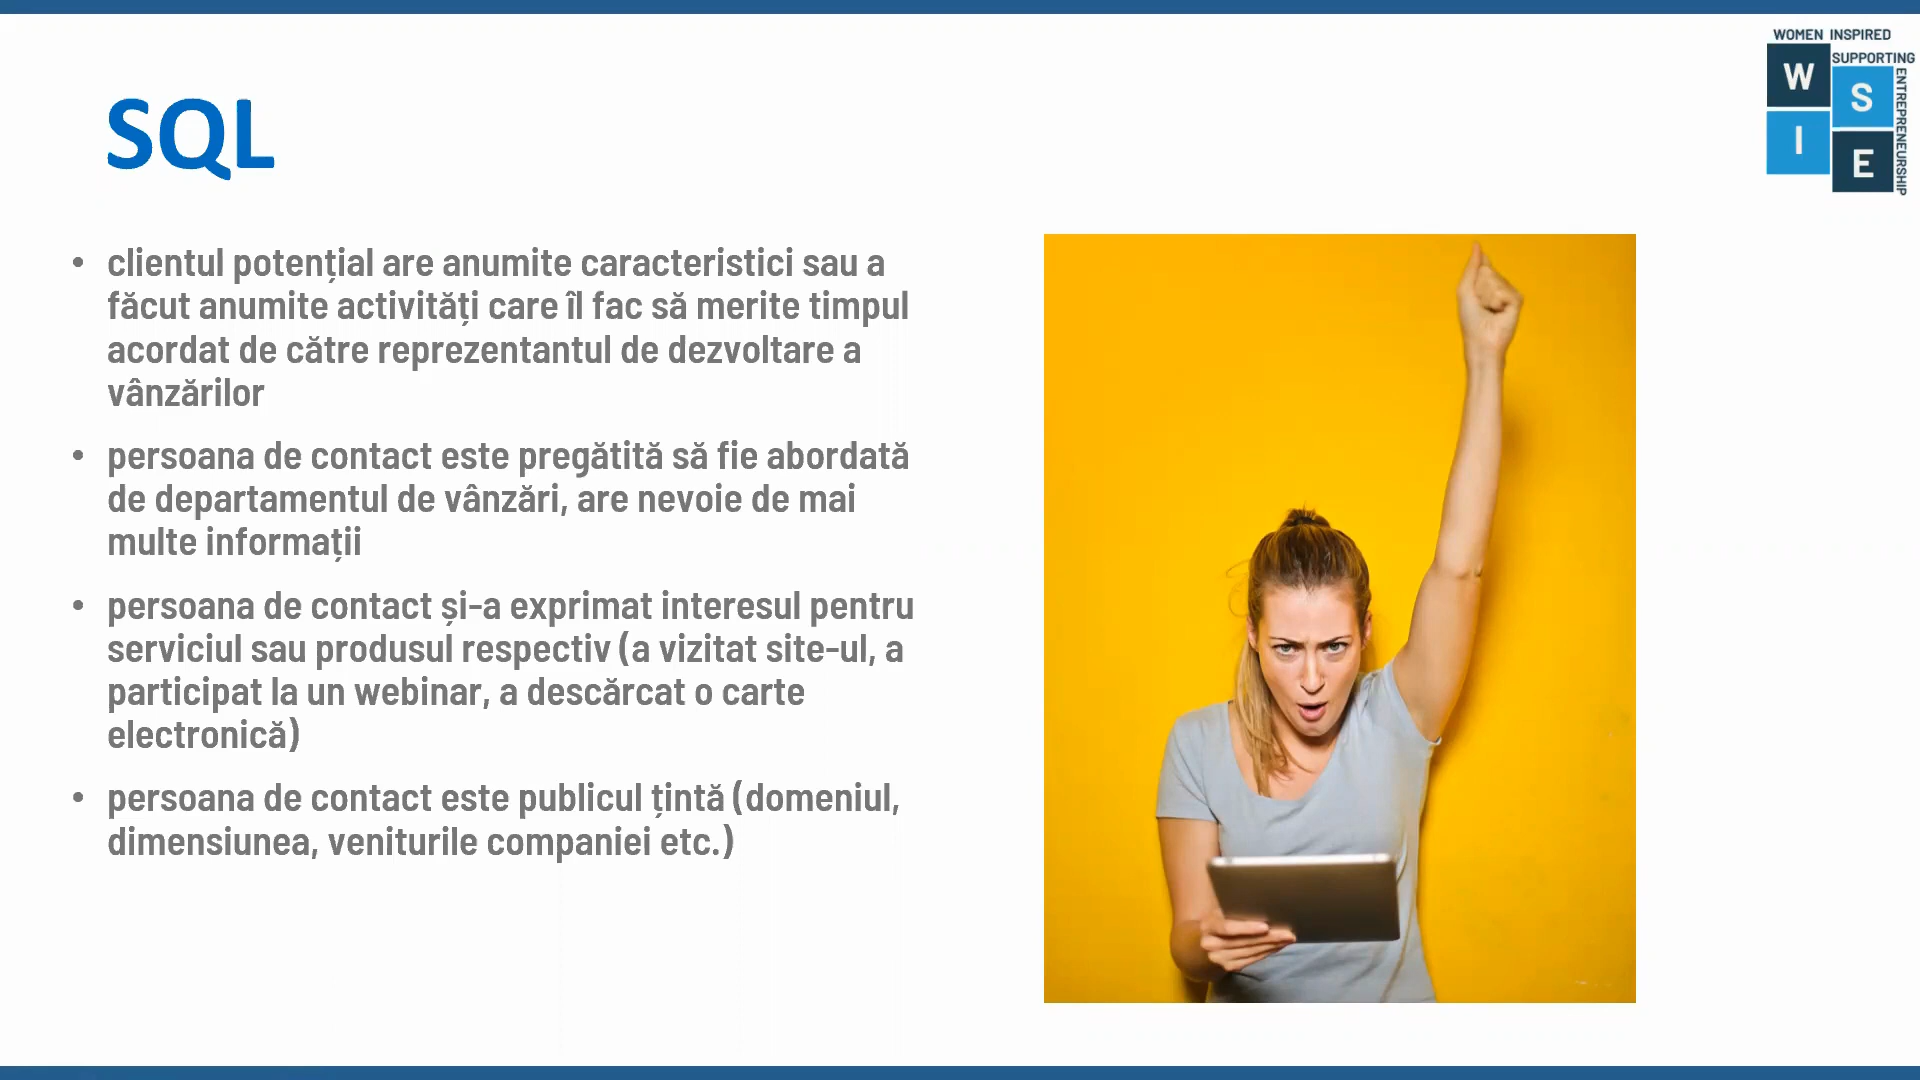 WOMEN INSPIRED
SUPPORTING
ENTREPRENEURSHIP
W
S
I
E
SQL
• clientul potențial are anumite caracteristici sau a
făcut anumite activități care îl fac să merite timpul
acordat de către reprezentantul de dezvoltare a
vânzărilor
• persoana de contact este pregătită să fie abordată
de departamentul de vânzări, are nevoie de mai
multe informații
• persoana de contact și-a exprimat interesul pentru
serviciul sau produsul respectiv (a vizitat site-ul, a
participat la un webinar, a descărcat o carte
electronică)
• persoana de contact este publicul țintă (domeniul,
dimensiunea, veniturile companiei etc.)